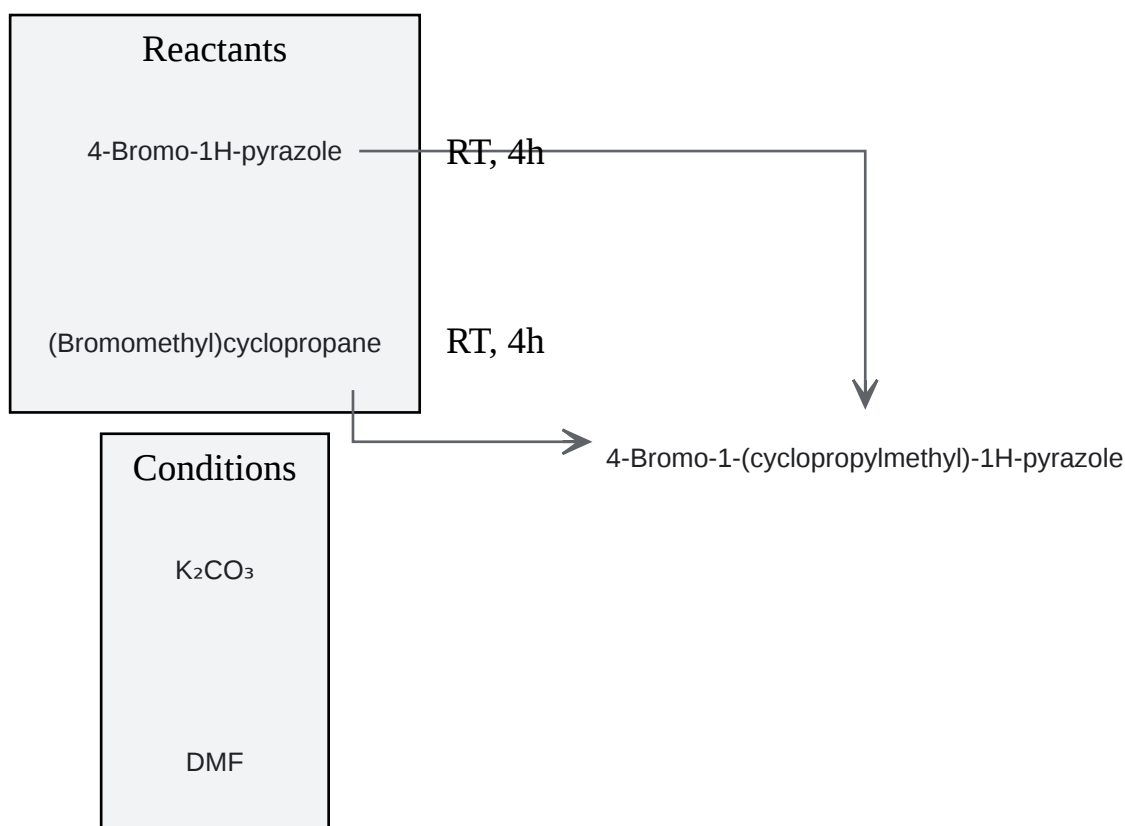 Reactants
4-Bromo-1H-pyrazole
RT, 4h
(Bromomethyl)cyclopropane
RT, 4h
4-Bromo-1-(cyclopropylmethyl)-1H-pyrazole
Conditions
K₂CO₃
DMF